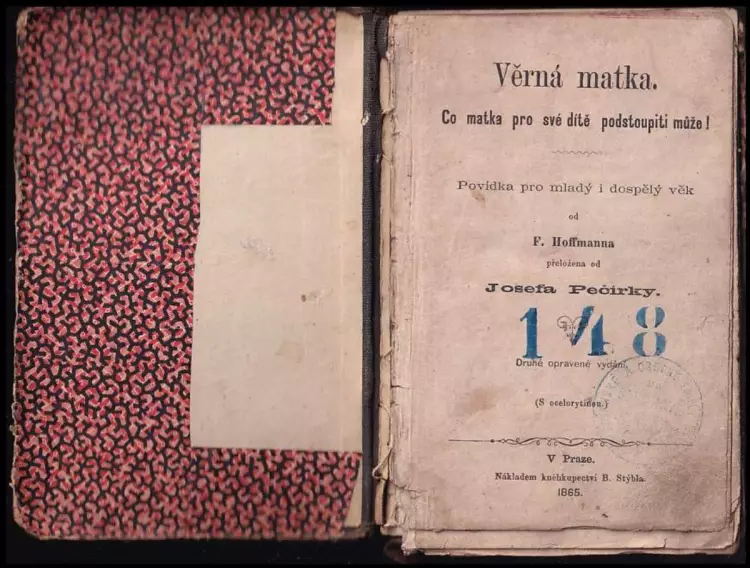 Věrná matka.
Co matka pro své dítě podstoupiti může!
Povídka pro mladý i dospělý věk
od
F. Hoffmanna
přeložena od
Josefa Pečírky.
148
Druhé opravené vydání.
(S ocelorytinou.)
V Praze.
Nákladem kněhkupectví B. Stýbla.
1865.